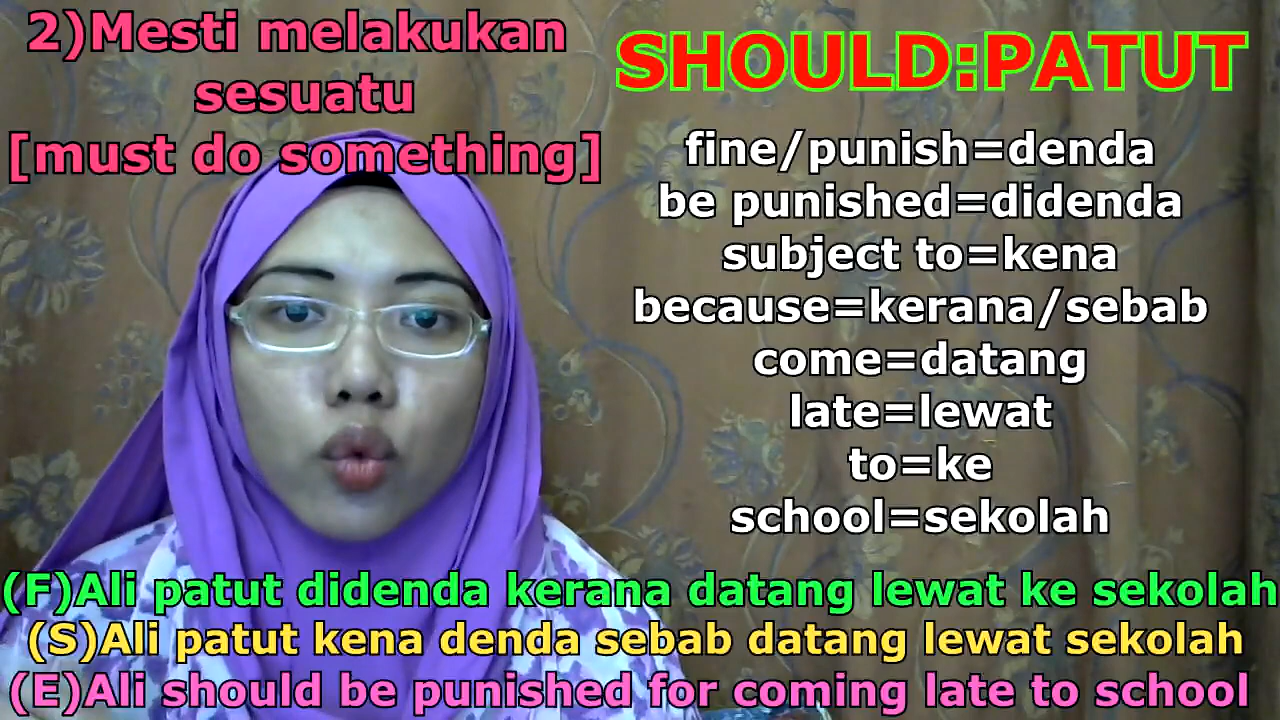 2)Mesti melakukan
sesuatu
[must do something]
SHOULD:PATUT
fine/punish=denda
be punished=didenda
subject to=kena
because=kerana/sebab
come=datang
late=lewat
to=ke
school=sekolah
(F)Ali patut didenda kerana datang lewat ke sekolah
(S)Ali patut kena denda sebab datang lewat sekolah
(E)Ali should be punished for coming late to school